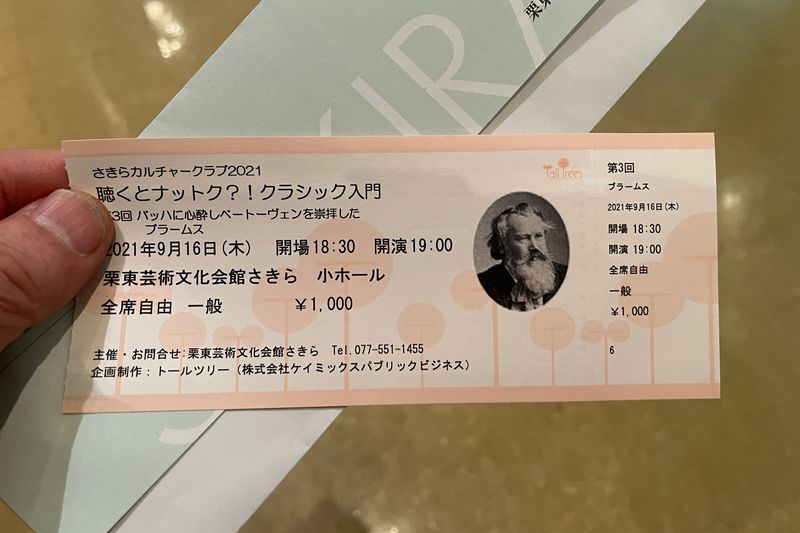 さきらカルチャークラブ2021
聴くとナットク?!クラシック入門
3回 バッハに心酔しベートーヴェンを崇拝した
ブラームス
2021年9月16日(木) 開場18:30 開演19:00
栗東芸術文化会館さきら 小ホール
全席自由 一般 ¥1,000
主催・お問合せ:栗東芸術文化会館さきら Tel.077-551-1455
企画制作:トールツリー(株式会社ケイミックスパブリックビジネス)
Tall Trees
第3回
ブラームス
2021年9月16日(木)
開場 18:30
開演 19:00
全席自由
一般
¥1,000
6
KIRA
栗東